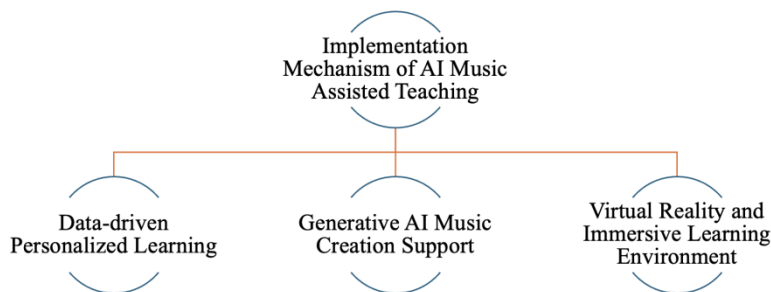 Implementation
Mechanism of AI Music
Assisted Teaching
Data-driven
Personalized Learning
Generative AI Music
Creation Support
Virtual Reality and
Immersive Learning
Environment